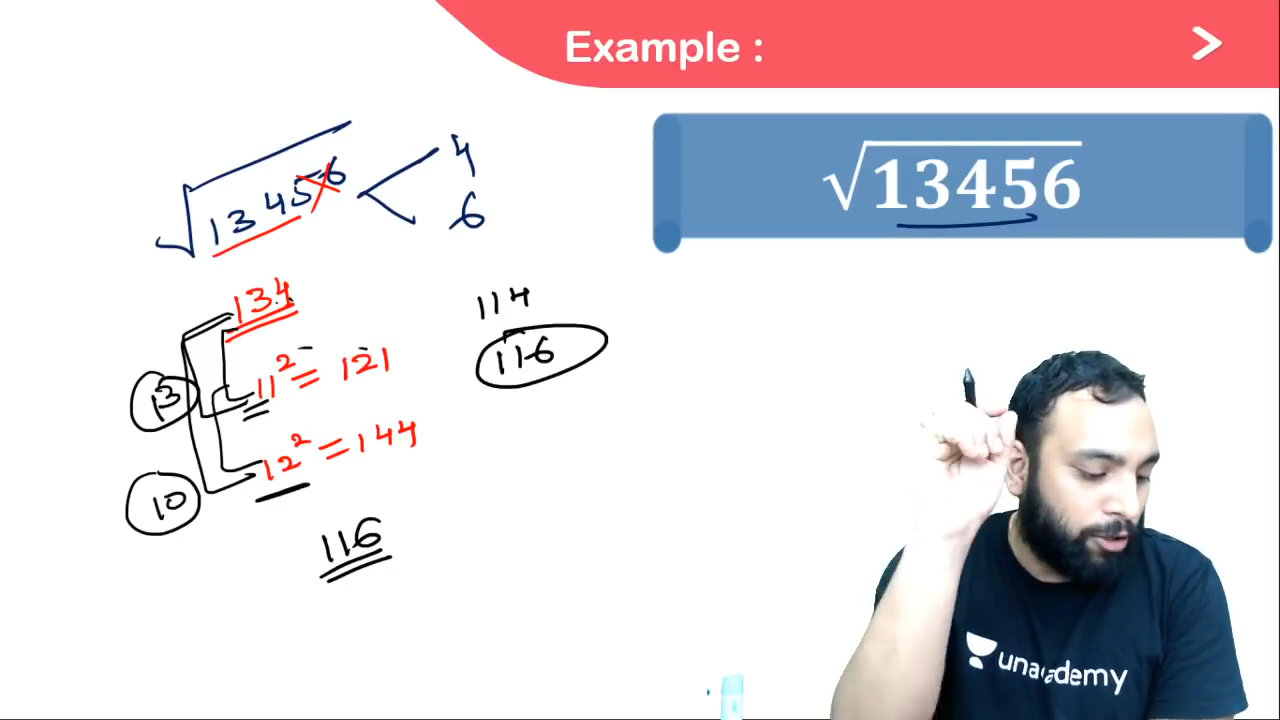 Example :
√13456
√13456
4
6
134
11² = 121
12² = 144
13
10
114
116
116
unacademy